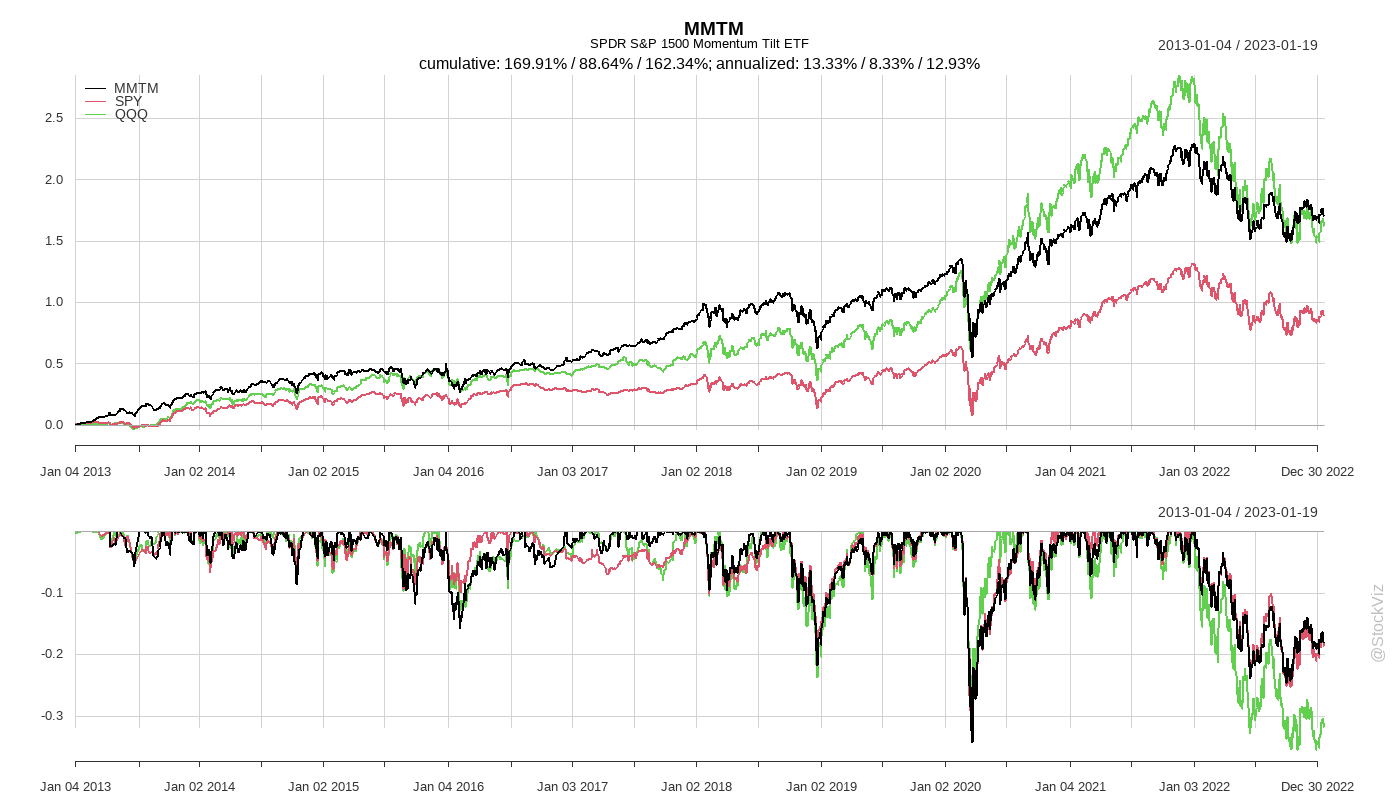 MMTM
SPDR S&P 1500 Momentum Tilt ETF
2013-01-04 / 2023-01-19
cumulative: 169.91% / 88.64% / 162.34%; annualized: 13.33% / 8.33% / 12.93%
MMTM
SPY
QQQ
2.5
2.0
1.5
1.0
0.5
0.0
Jan 04 2013 Jan 02 2014 Jan 02 2015 Jan 04 2016 Jan 03 2017 Jan 02 2018 Jan 02 2019 Jan 02 2020 Jan 04 2021 Jan 03 2022 Dec 30 2022
2013-01-04 / 2023-01-19
-0.1
-0.2
-0.3
Jan 04 2013 Jan 02 2014 Jan 02 2015 Jan 04 2016 Jan 03 2017 Jan 02 2018 Jan 02 2019 Jan 02 2020 Jan 04 2021 Jan 03 2022 Dec 30 2022
@StockViz